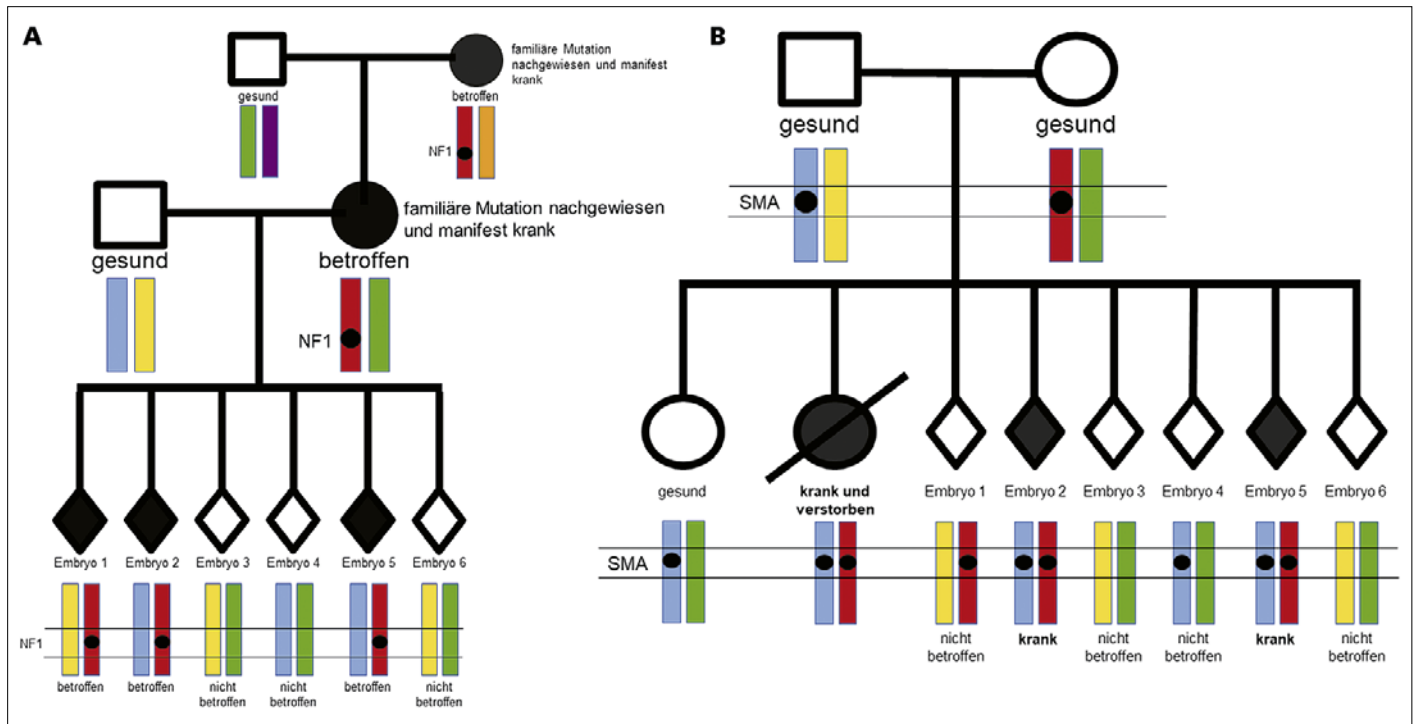 A
familiäre Mutation
nachgewiesen und manifest
krank
gesund
betroffen
NF1
familiäre Mutation nachgewiesen
und manifest krank
gesund
betroffen
NF1
Embryo 1
Embryo 2
Embryo 3
Embryo 4
Embryo 5
Embryo 6
NF1
betroffen
betroffen
nicht
betroffen
nicht
betroffen
betroffen
nicht
betroffen
B
gesund
gesund
SMA
gesund
krank und
verstorben
Embryo 1
Embryo 2
Embryo 3
Embryo 4
Embryo 5
Embryo 6
SMA
nicht
betroffen
krank
nicht
betroffen
nicht
betroffen
krank
nicht
betroffen